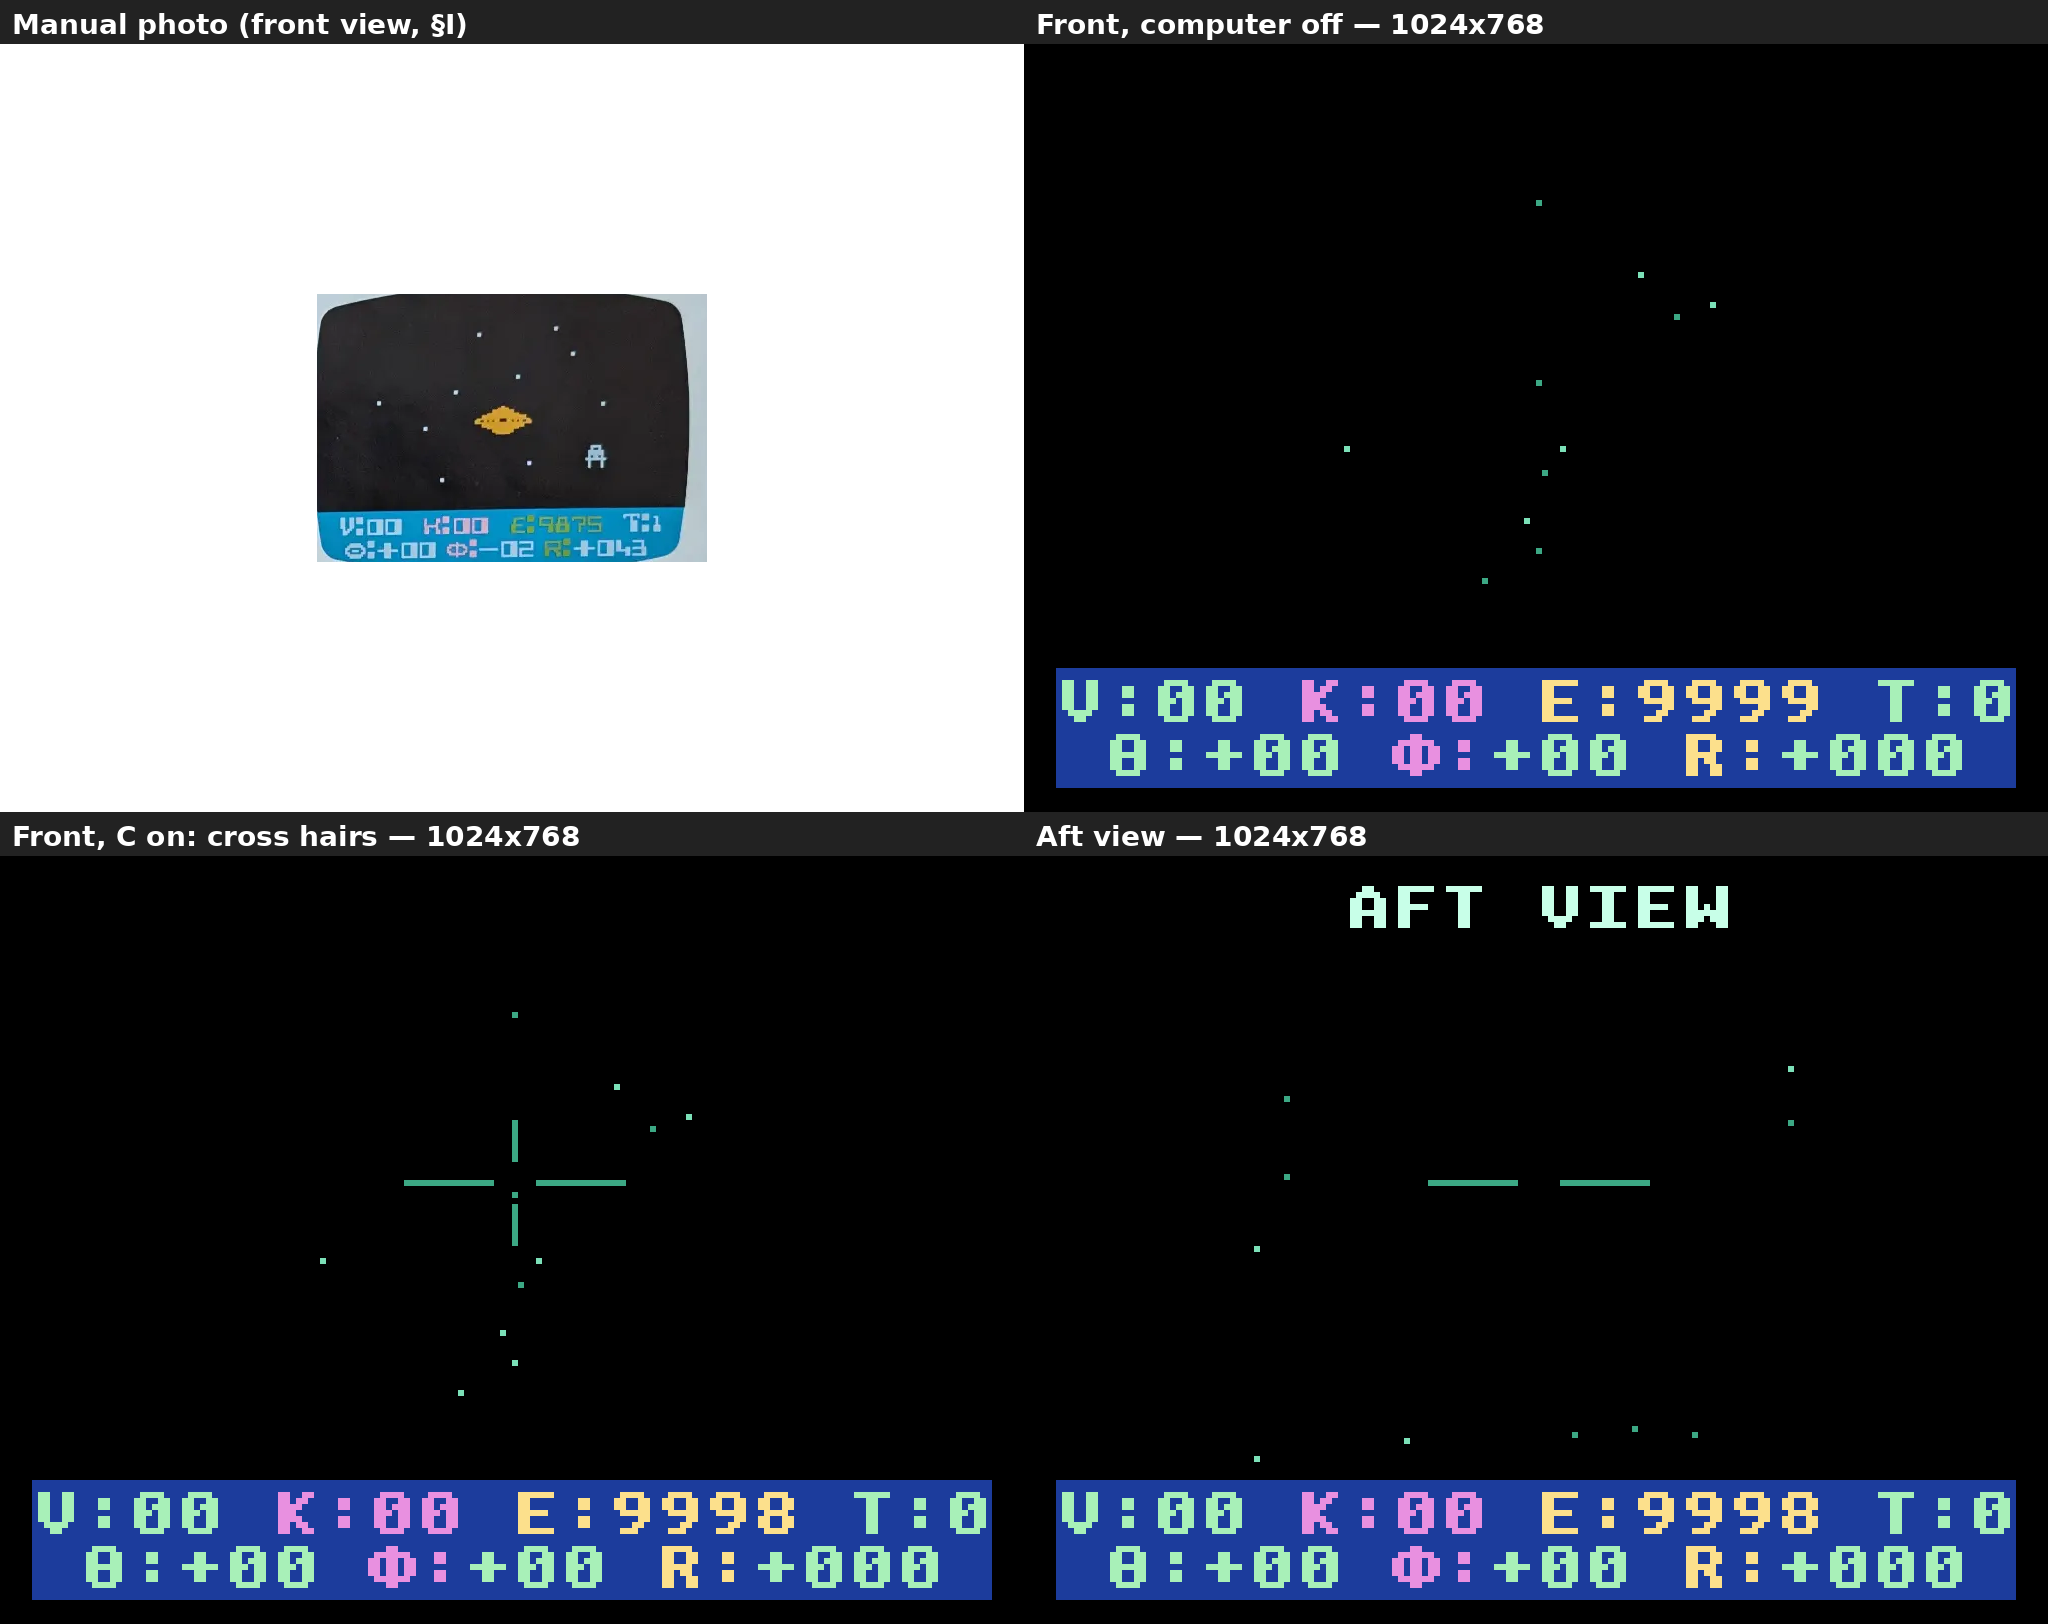 Manual photo (front view, §I)
V:00 K:00 E:9875 T:1
Θ:+00 Φ:-02 R:+043
Front, computer off — 1024x768
V:00 K:00 E:9999 T:0
θ:+00 Φ:+00 R:+000
Front, C on: cross hairs — 1024x768
V:00 K:00 E:9998 T:0
θ:+00 Φ:+00 R:+000
Aft view — 1024x768
AFT VIEW
V:00 K:00 E:9998 T:0
θ:+00 Φ:+00 R:+000